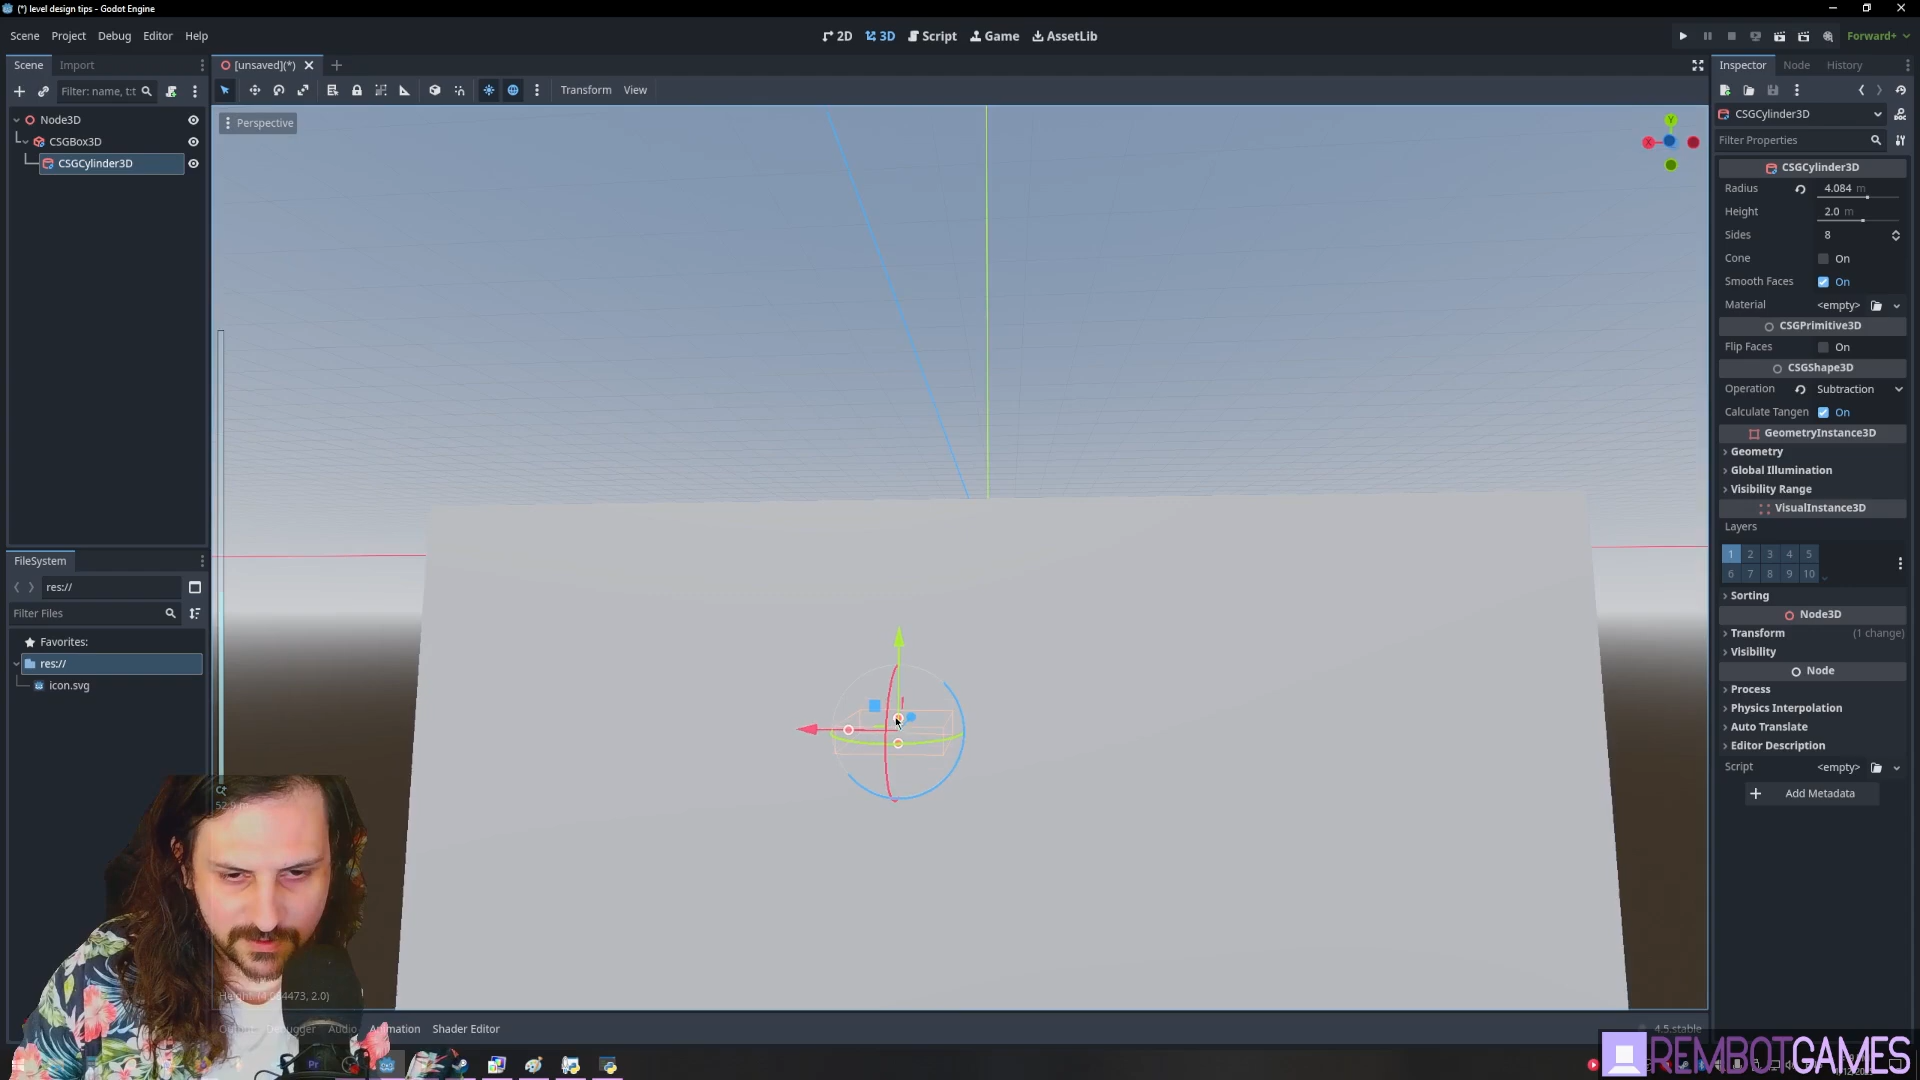 (*) level design tips - Godot Engine
Scene Project Debug Editor Help
2D 3D Script Game AssetLib
Forward+
Scene Import
[unsaved](*)
Inspector Node History
Filter: name, t:t
Transform View
Node3D
CSGBox3D
CSGCylinder3D
Perspective
Y
X
CSGCylinder3D
Filter Properties
CSGCylinder3D
Radius 4.084 m
Height 2.0 m
Sides 8
Cone On
Smooth Faces On
Material <empty>
CSGPrimitive3D
Flip Faces On
CSGShape3D
Operation Subtraction
Calculate Tangen On
GeometryInstance3D
Geometry
Global Illumination
Visibility Range
VisualInstance3D
Layers
1 2 3 4 5
6 7 8 9 10
Sorting
Node3D
Transform (1 change)
Visibility
Node
Process
Physics Interpolation
Auto Translate
Editor Description
Script <empty>
Add Metadata
FileSystem
res://
Filter Files
Favorites:
res://
icon.svg
52.9 m
Output Debugger Audio Animation Shader Editor
4.5.stable
Pr
REMBOTGAMES